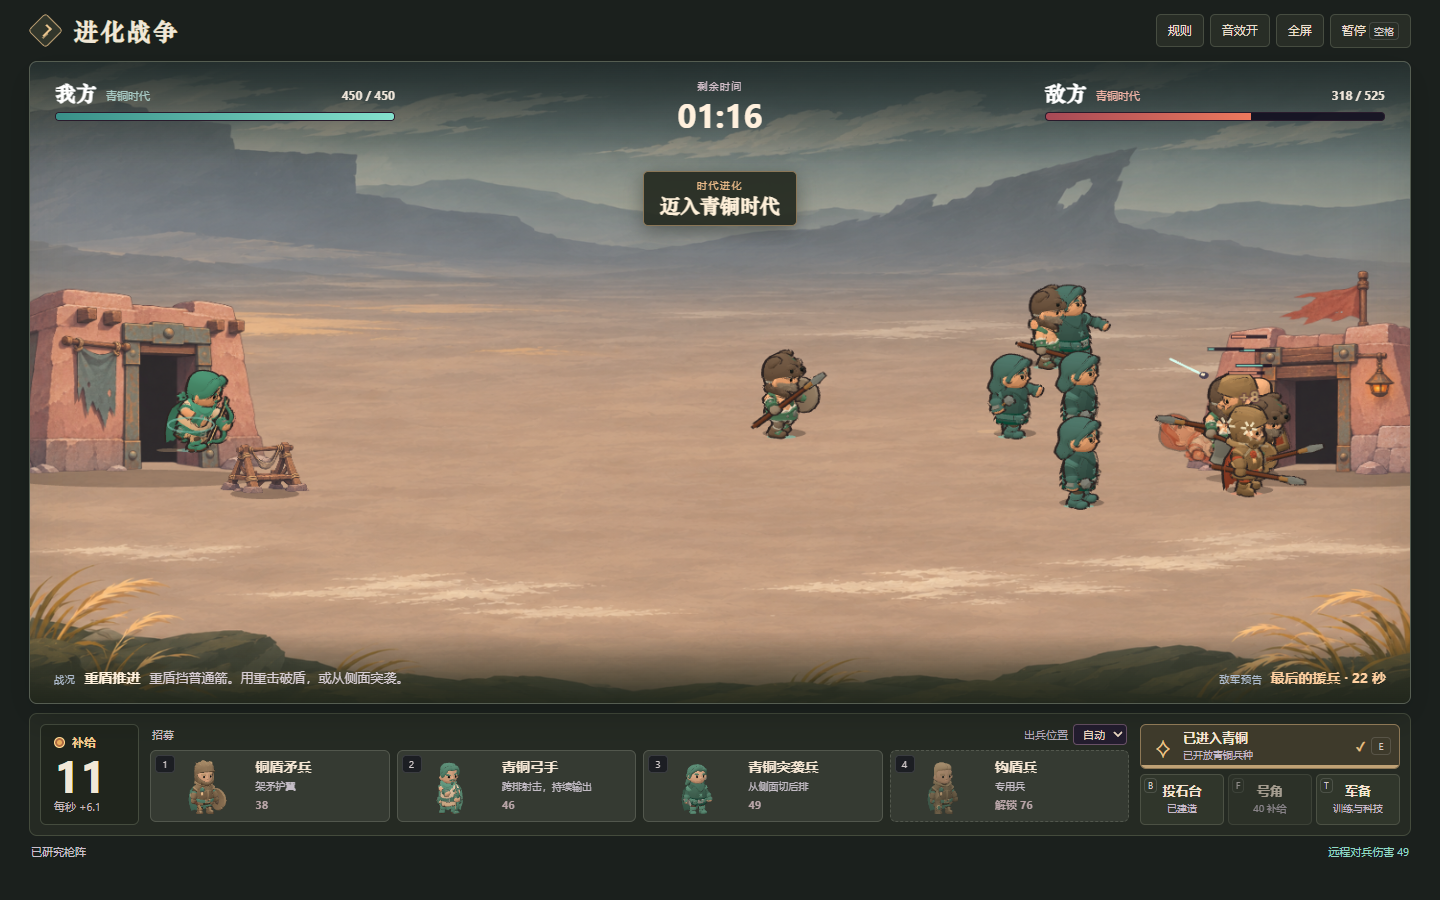 进化战争
规则 音效开 全屏 暂停 空格
我方 青铜时代 450 / 450
剩余时间
01:16
敌方 青铜时代 318 / 525
时代进化
迈入青铜时代
+8
战况 重盾推进 重盾挡普通箭。用重击破盾，或从侧面突袭。
敌军预告 最后的援兵 · 22 秒
补给
11
每秒 +6.1
招募
出兵位置 自动
1
铜盾矛兵
架矛护翼
38
2
青铜弓手
跨排射击，持续输出
46
3
青铜突袭兵
从侧面切后排
49
4
钩盾兵
专用兵
解锁 76
已进入青铜
已开放青铜兵种
✓ E
B 投石台
已建造
F 号角
40 补给
T 军备
训练与科技
已研究枪阵
远程对兵伤害 49